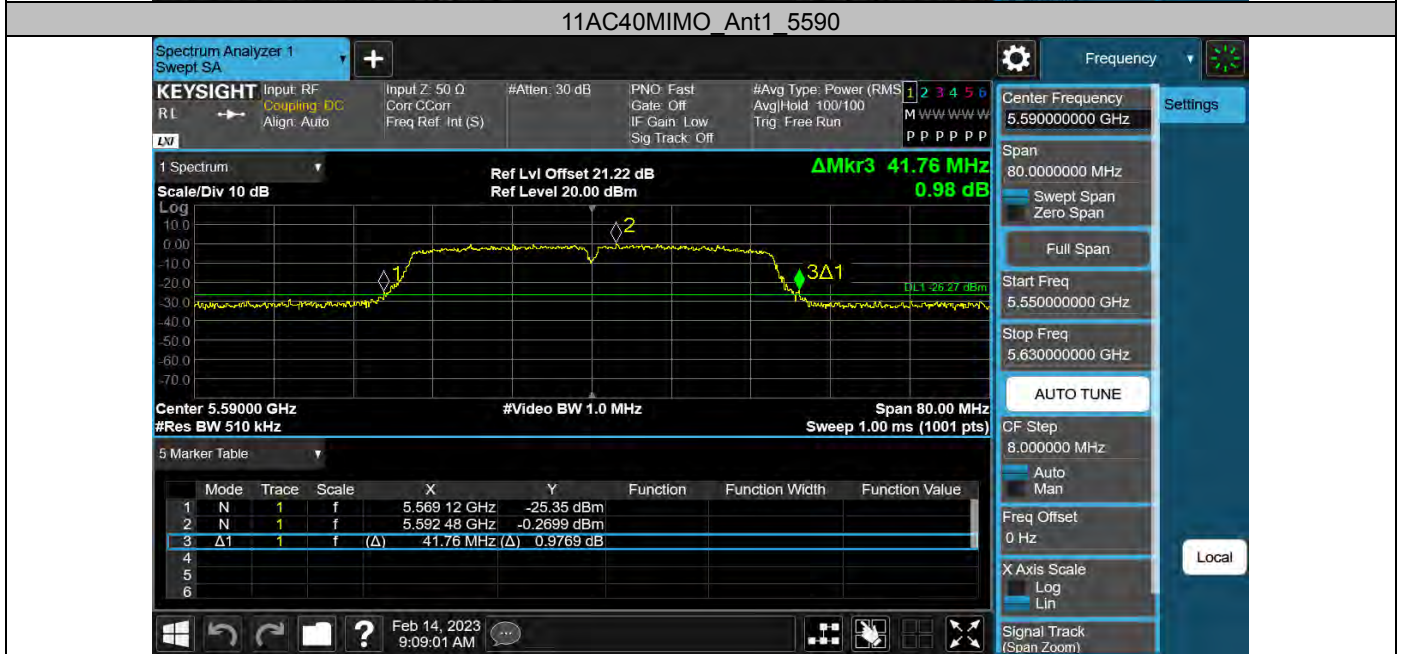 11AC40MIMO_Ant1_5590
Spectrum Analyzer 1
Swept SA
Frequency
KEYSIGHT Input: RF Input Z: 50 Ω #Atten: 30 dB PNO: Fast #Avg Type: Power (RMS 1 2 3 4 5 6
RL Coupling: DC Corr CCorr Gate: Off Avg|Hold: 100/100 M W W W W W
Align: Auto Freq Ref: Int (S) IF Gain: Low Trig: Free Run P P P P P P
LXI Sig Track: Off
Center Frequency
5.590000000 GHz
Settings
1 Spectrum Ref Lvl Offset 21.22 dB ΔMkr3 41.76 MHz
Scale/Div 10 dB Ref Level 20.00 dBm 0.98 dB
Log
10.0
0.00
-10.0
-20.0
-30.0
-40.0
-50.0
-60.0
-70.0
1
2
3Δ1
DL1 -26.27 dBm
Center 5.59000 GHz #Video BW 1.0 MHz Span 80.00 MHz
#Res BW 510 kHz Sweep 1.00 ms (1001 pts)
Span
80.0000000 MHz
Swept Span
Zero Span
Full Span
Start Freq
5.550000000 GHz
Stop Freq
5.630000000 GHz
AUTO TUNE
CF Step
8.000000 MHz
Auto
Man
Freq Offset
0 Hz
X Axis Scale
Log
Lin
Signal Track
(Span Zoom)
Local
5 Marker Table
Mode Trace Scale X Y Function Function Width Function Value
1 N 1 f 5.569 12 GHz -25.35 dBm
2 N 1 f 5.592 48 GHz -0.2699 dBm
3 Δ1 1 f (Δ) 41.76 MHz (Δ) 0.9769 dB
4
5
6
Feb 14, 2023
9:09:01 AM